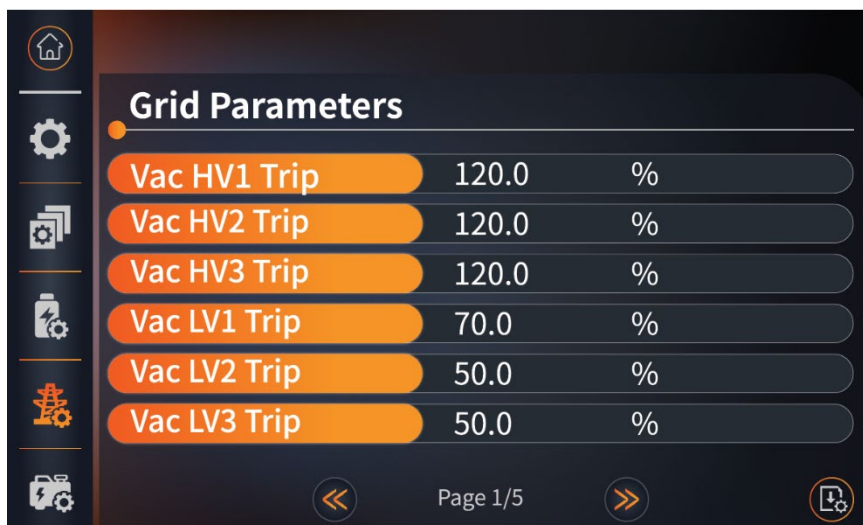 Grid Parameters
Vac HV1 Trip 120.0 %
Vac HV2 Trip 120.0 %
Vac HV3 Trip 120.0 %
Vac LV1 Trip 70.0 %
Vac LV2 Trip 50.0 %
Vac LV3 Trip 50.0 %
Page 1/5